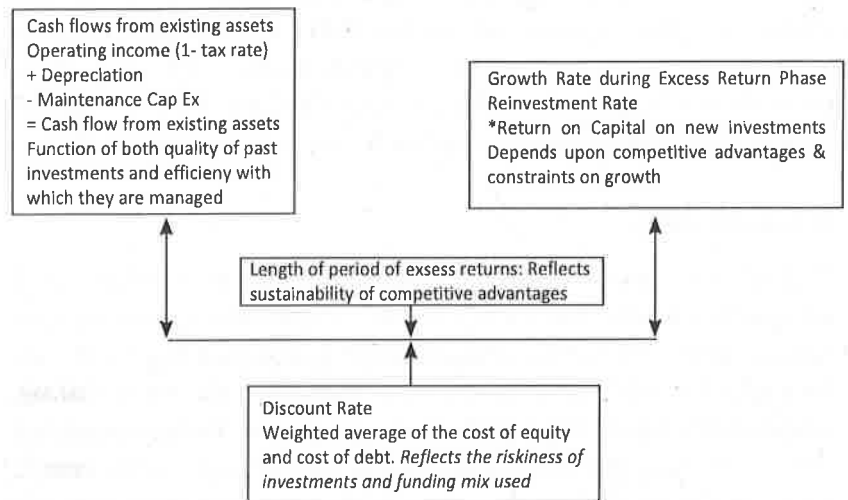 Cash flows from existing assets
Operating income (1- tax rate)
+ Depreciation
- Maintenance Cap Ex
= Cash flow from existing assets
Function of both quality of past
investments and efficieny with
which they are managed
Growth Rate during Excess Return Phase
Reinvestment Rate
*Return on Capital on new investments
Depends upon competitive advantages &
constraints on growth
Length of period of exsess returns: Reflects
sustainability of competitive advantages
Discount Rate
Weighted average of the cost of equity
and cost of debt. Reflects the riskiness of
investments and funding mix used